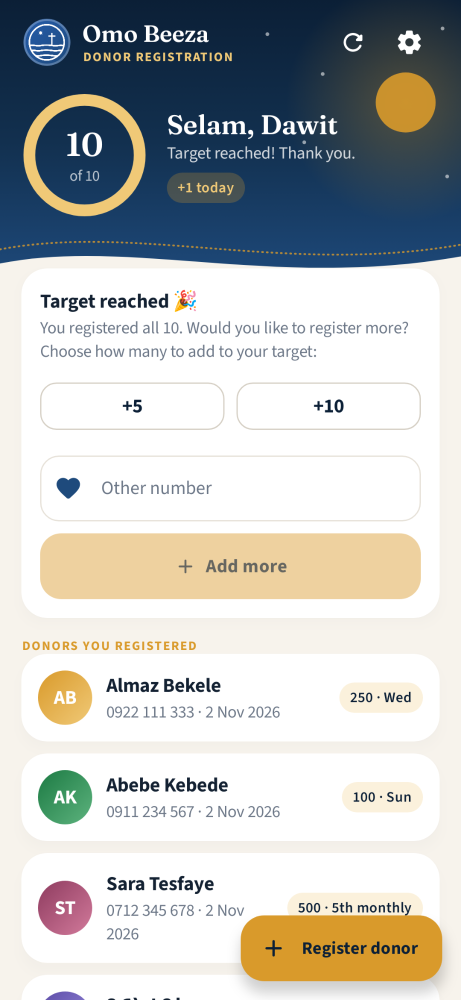 Omo Beeza
DONOR REGISTRATION
10
of 10
Selam, Dawit
Target reached! Thank you.
+1 today
Target reached 🎉
You registered all 10. Would you like to register more?
Choose how many to add to your target:
+5
+10
Other number
+ Add more
DONORS YOU REGISTERED
AB
Almaz Bekele
0922 111 333 · 2 Nov 2026
250 · Wed
AK
Abebe Kebede
0911 234 567 · 2 Nov 2026
100 · Sun
ST
Sara Tesfaye
0712 345 678 · 2 Nov
2026
500 · 5th monthly
+ Register donor